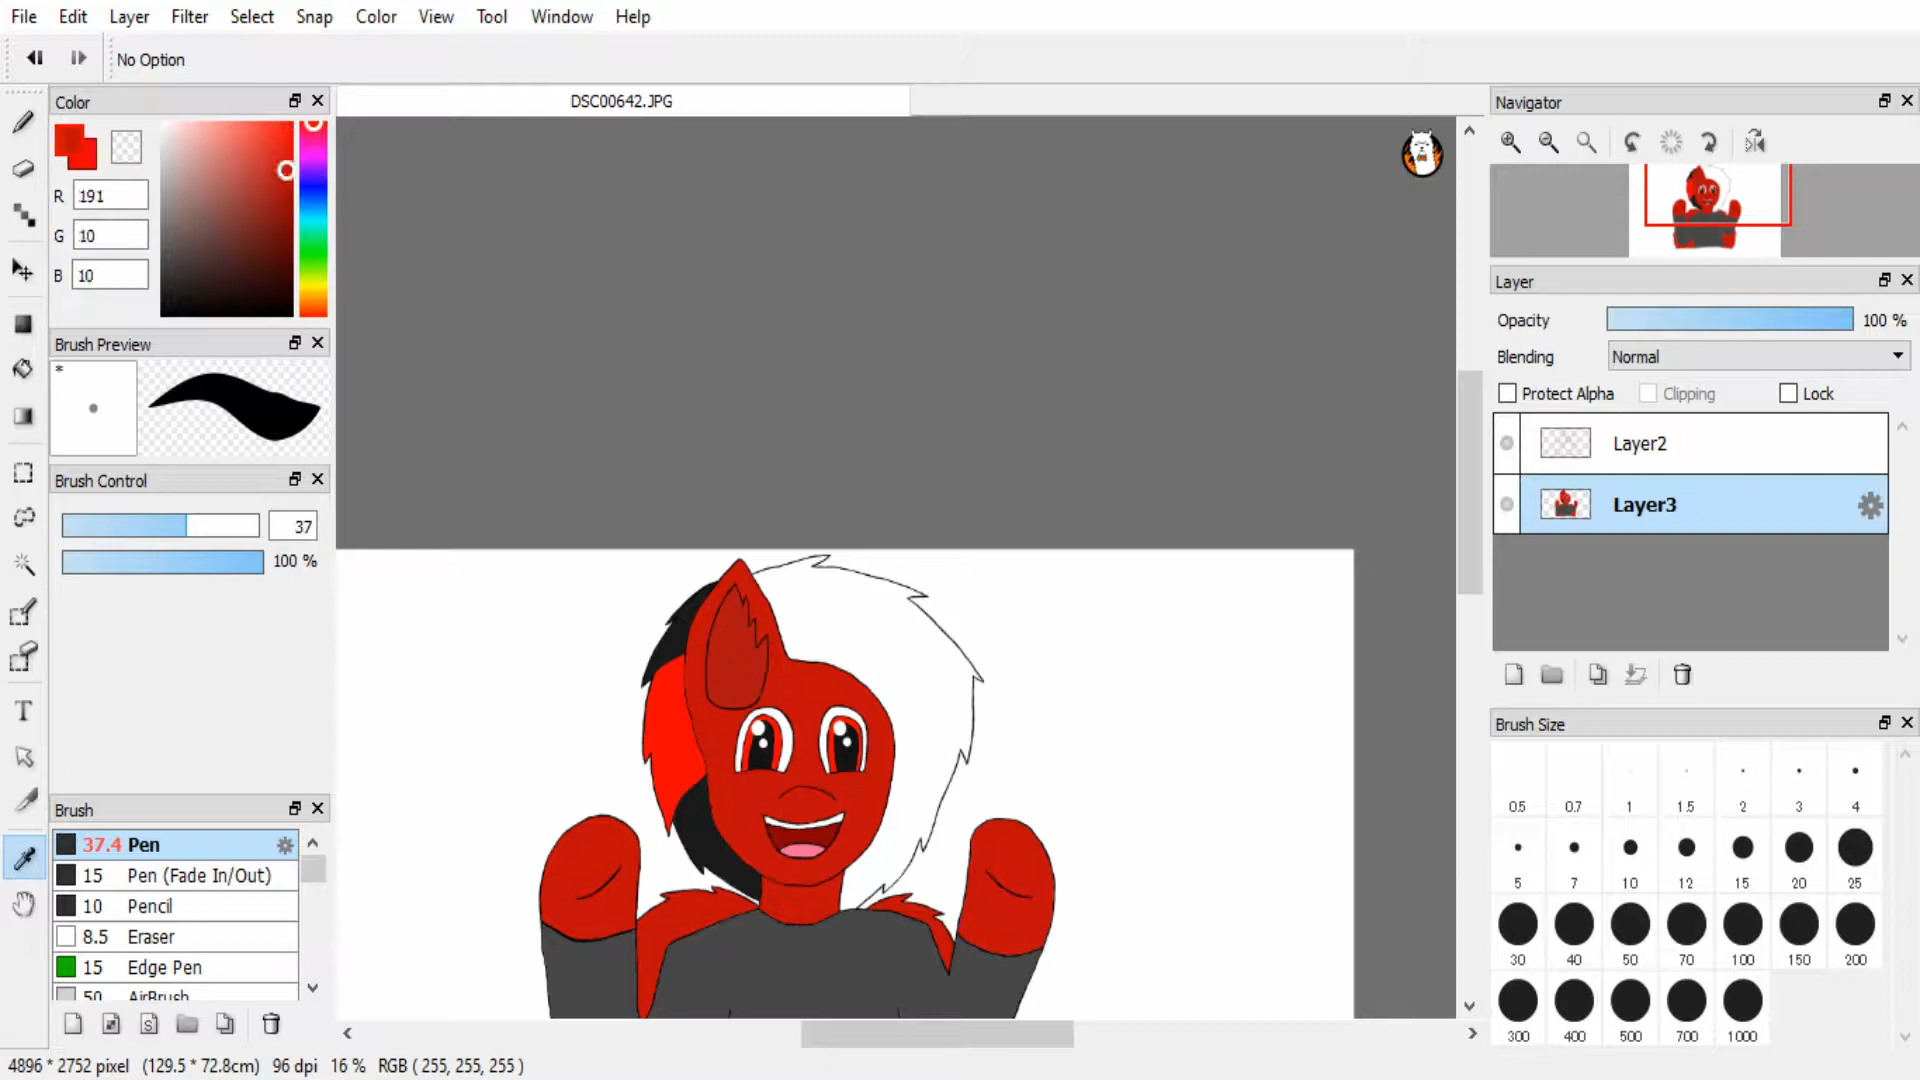 File Edit Layer Filter Select Snap Color View Tool Window Help
No Option
Color
R 191
G 10
B 10
Brush Preview
*
Brush Control
37
100 %
Brush
37.4 Pen
15 Pen (Fade In/Out)
10 Pencil
8.5 Eraser
15 Edge Pen
50 AirBrush
S
T
DSC00642.JPG
Navigator
Layer
Opacity 100 %
Blending Normal
Protect Alpha Clipping Lock
Layer2
Layer3
Brush Size
0.5 0.7 1 1.5 2 3 4
5 7 10 12 15 20 25
30 40 50 70 100 150 200
300 400 500 700 1000
4896 * 2752 pixel (129.5 * 72.8cm) 96 dpi 16 % RGB ( 255, 255, 255 )